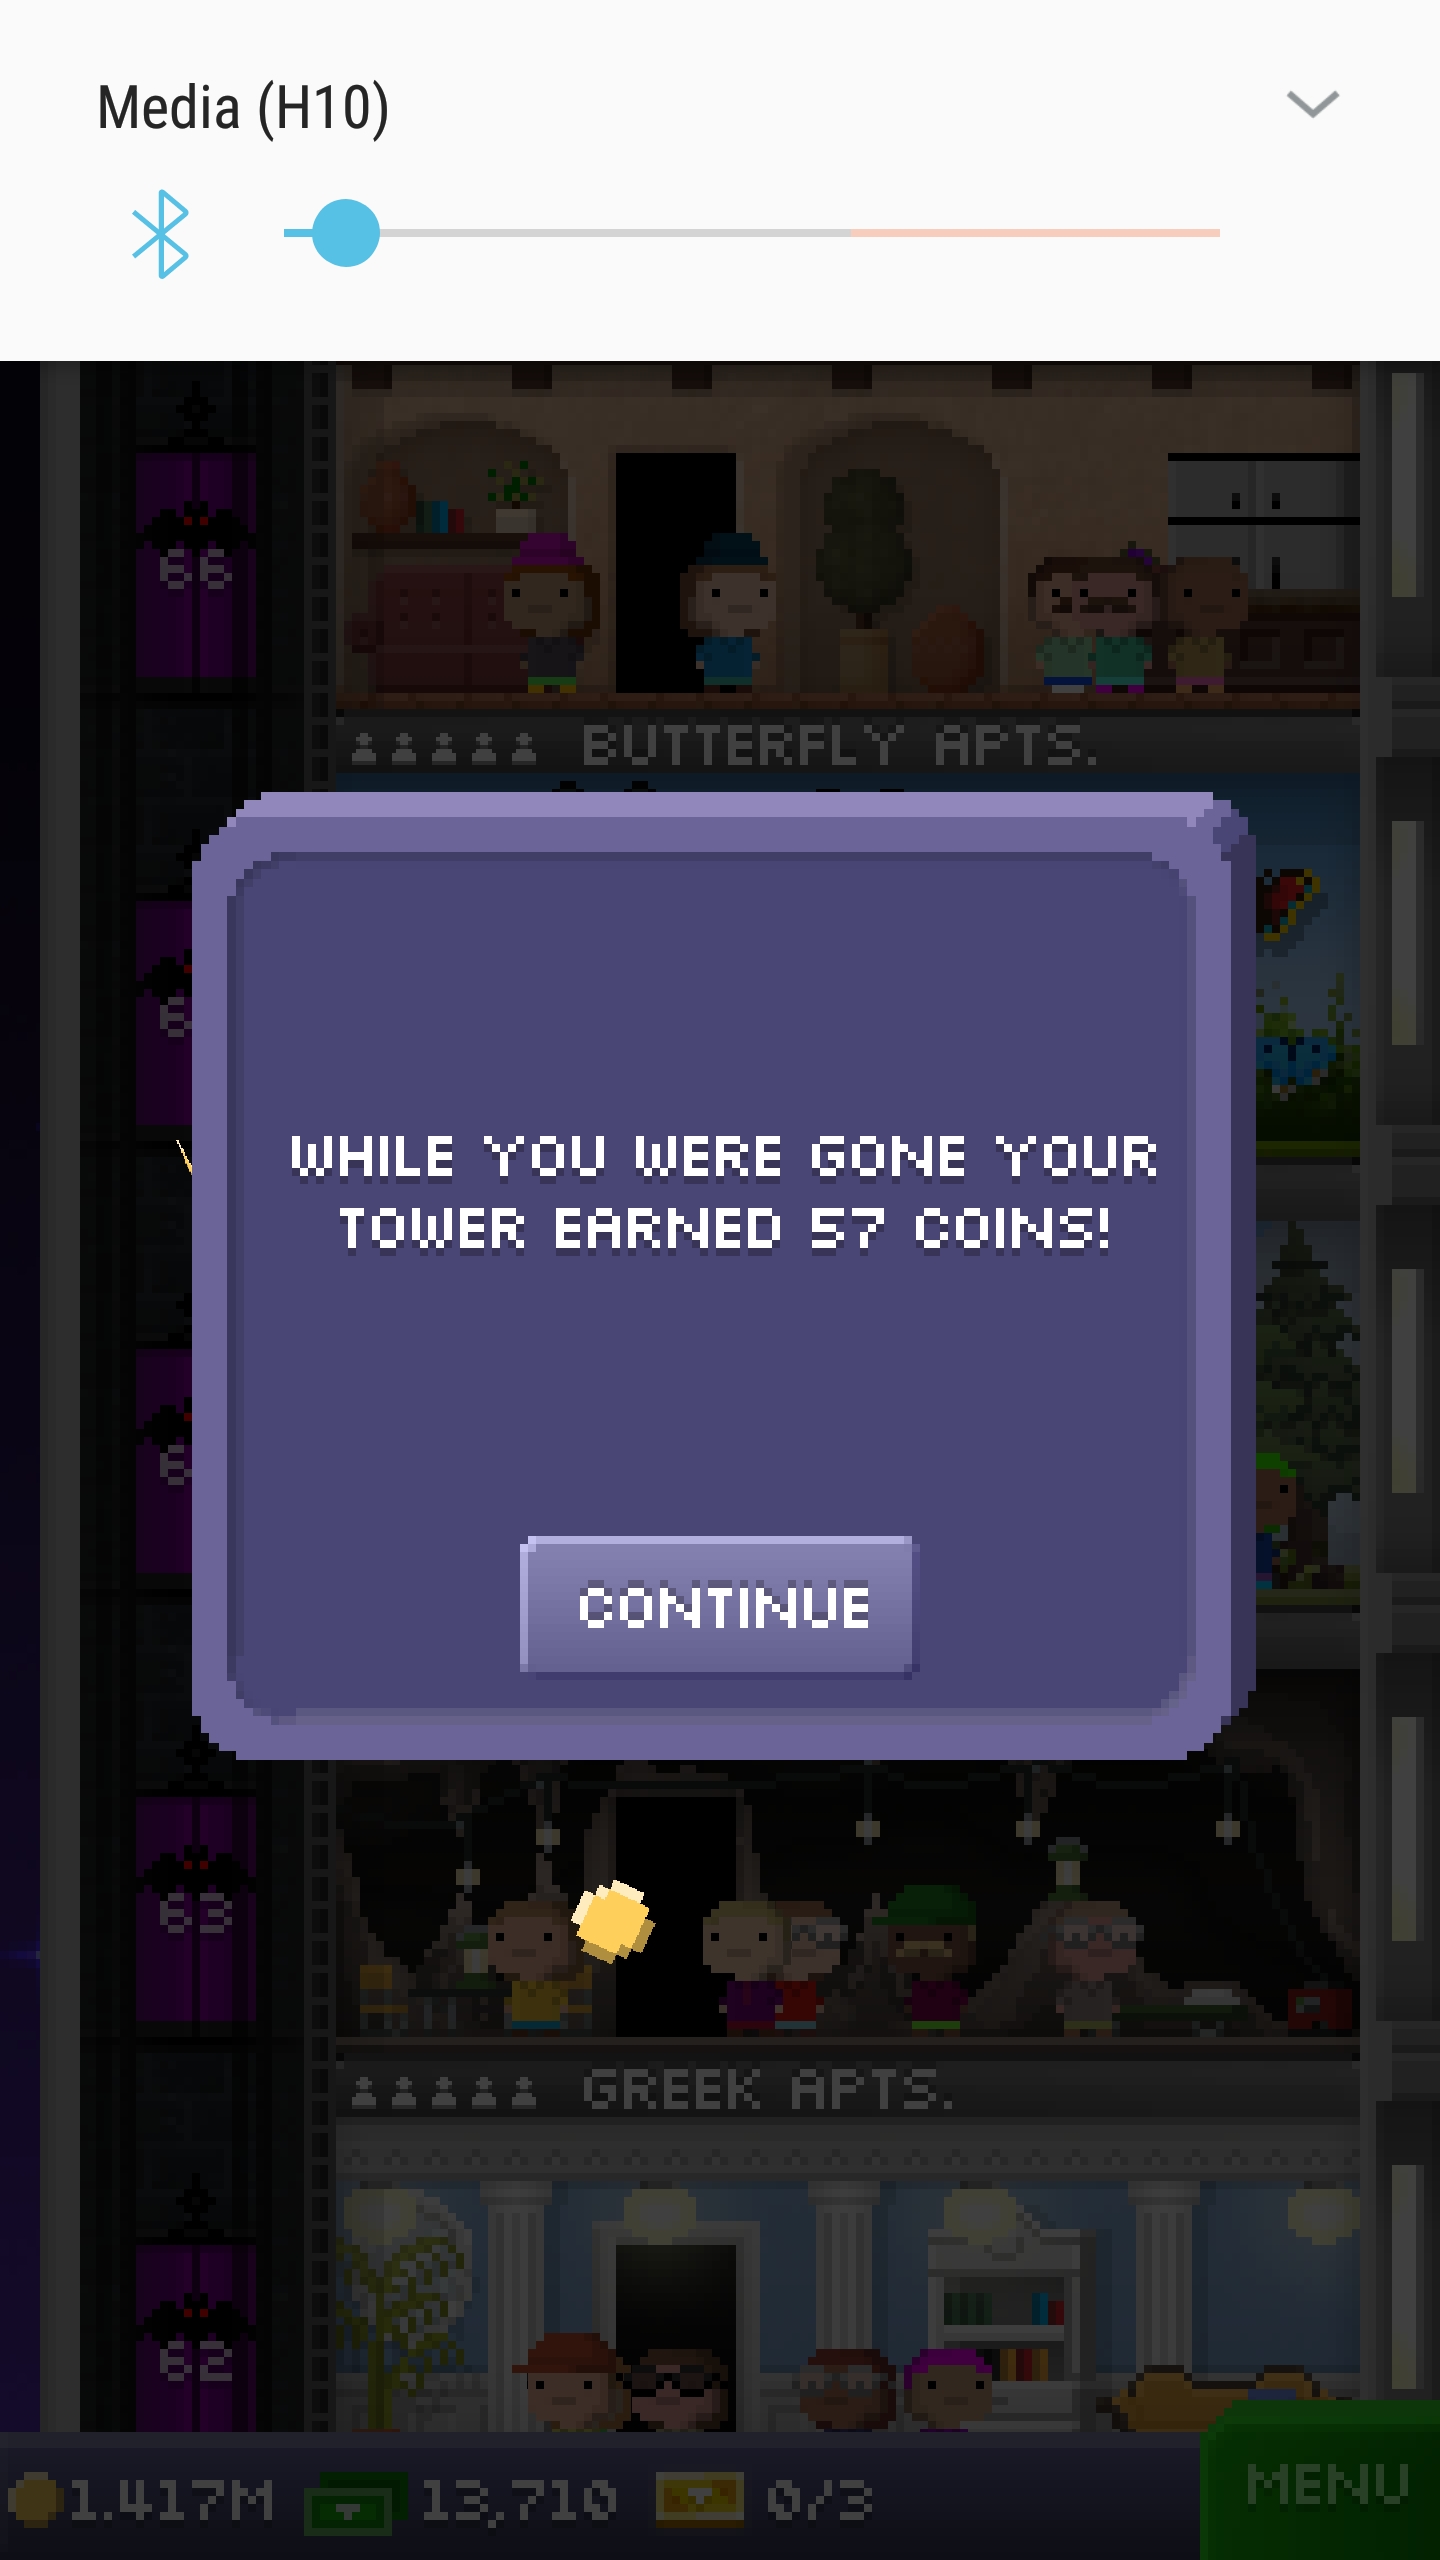 Media (H10)
66
BUTTERFLY APTS.
WHILE YOU WERE GONE YOUR
TOWER EARNED 57 COINS!
CONTINUE
63
GREEK APTS.
62
1.417M 13,710 0/3 MENU